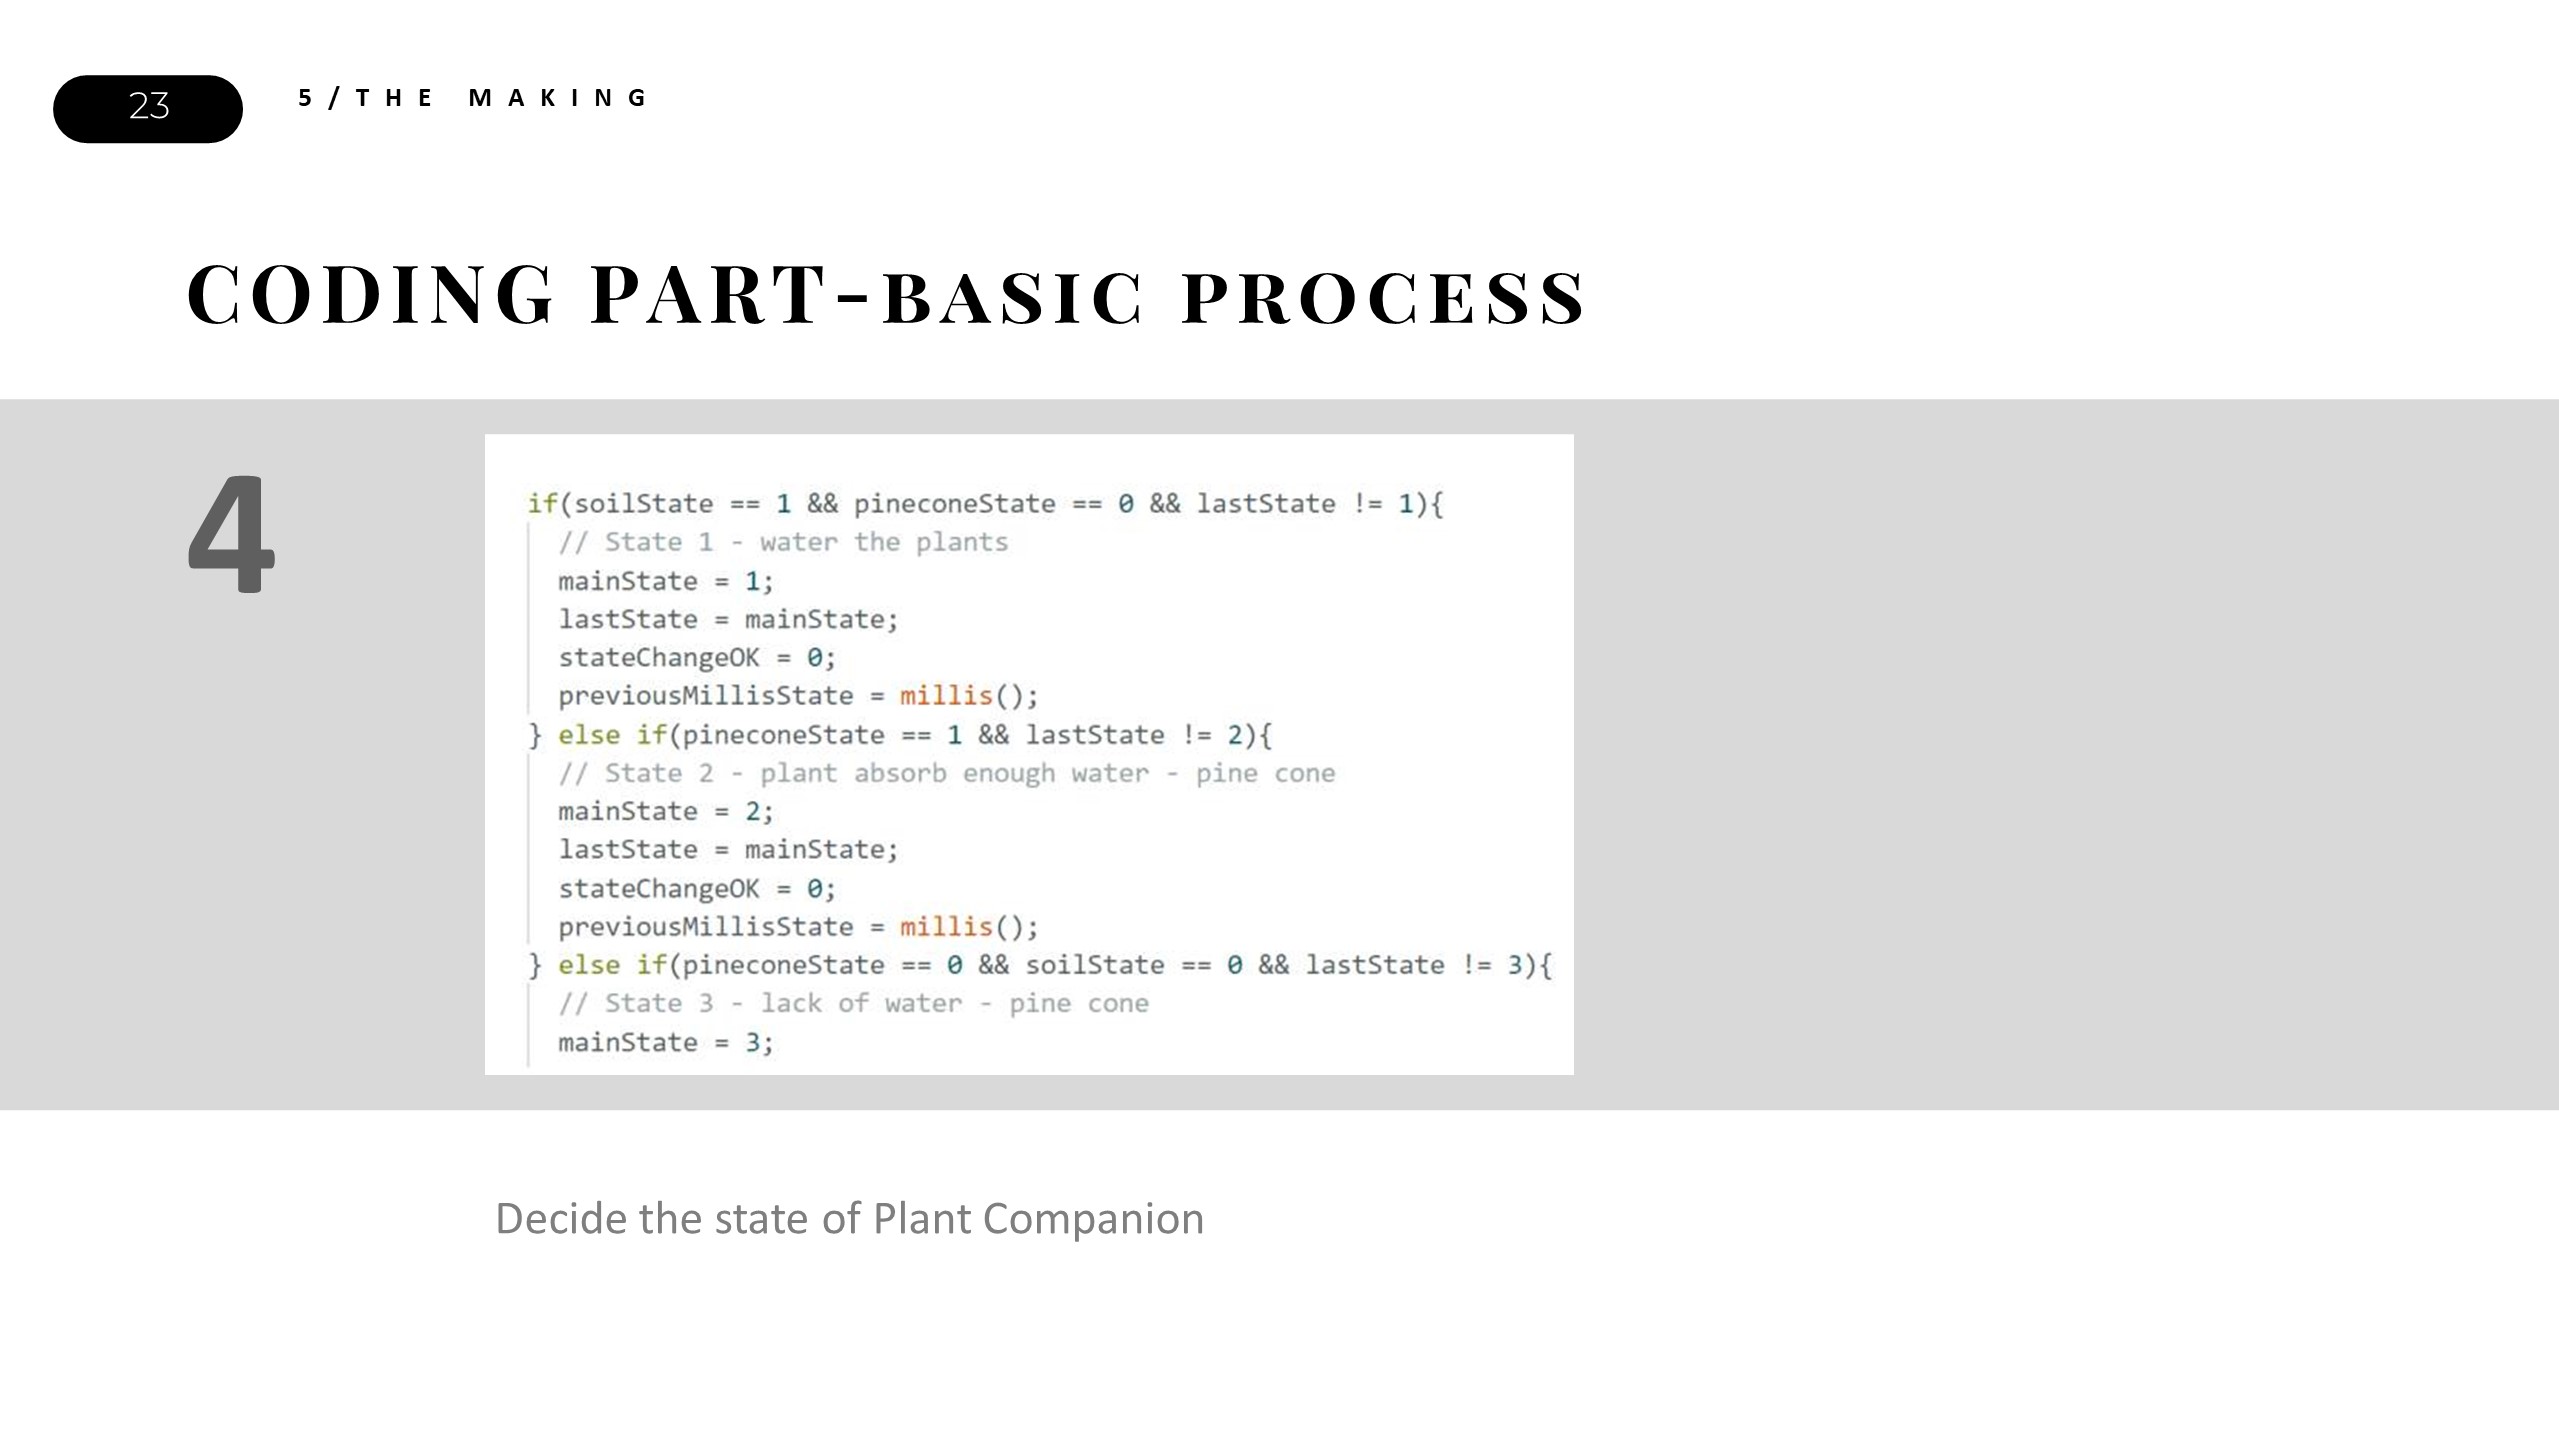 23
5/THE MAKING
CODING PART-BASIC PROCESS
4
if(soilState == 1 && pineconeState == 0 && lastState != 1){
  // State 1 - water the plants
  mainState = 1;
  lastState = mainState;
  stateChangeOK = 0;
  previousMillisState = millis();
} else if(pineconeState == 1 && lastState != 2){
  // State 2 - plant absorb enough water - pine cone
  mainState = 2;
  lastState = mainState;
  stateChangeOK = 0;
  previousMillisState = millis();
} else if(pineconeState == 0 && soilState == 0 && lastState != 3){
  // State 3 - lack of water - pine cone
  mainState = 3;
Decide the state of Plant Companion